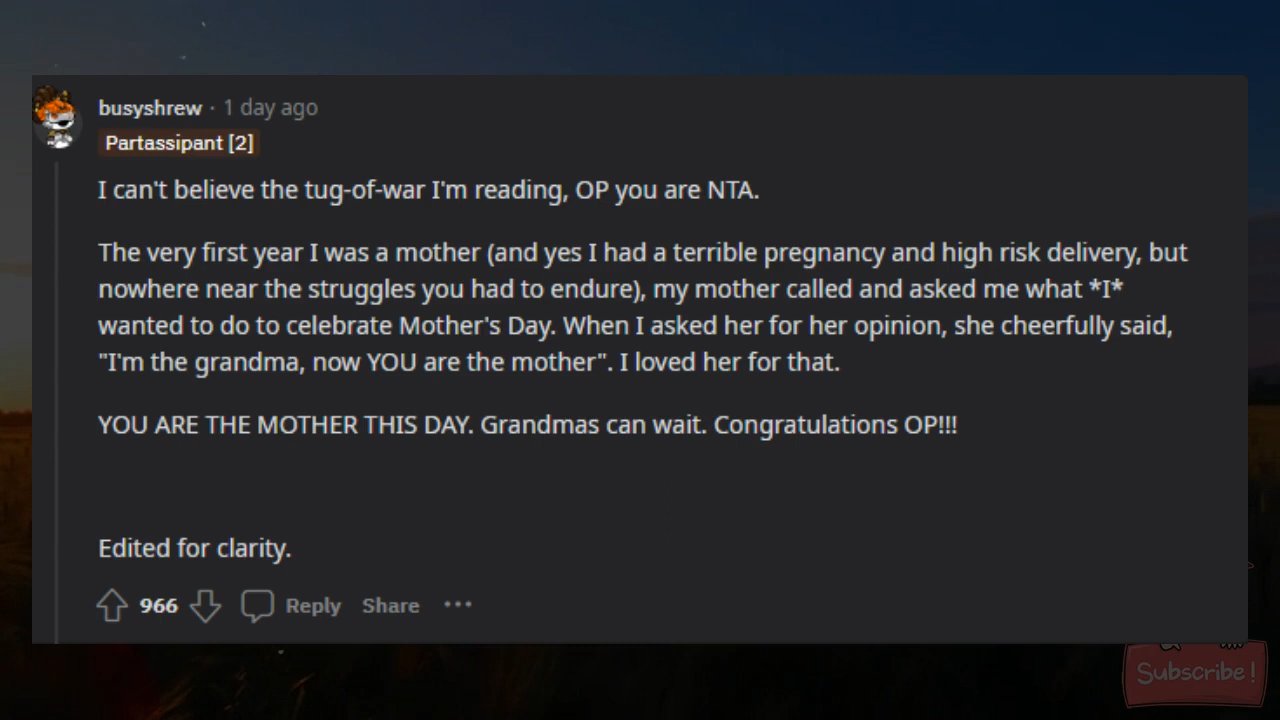 busyshrew · 1 day ago
Partassipant [2]
I can't believe the tug-of-war I'm reading, OP you are NTA.
The very first year I was a mother (and yes I had a terrible pregnancy and high risk delivery, but
nowhere near the struggles you had to endure), my mother called and asked me what *I*
wanted to do to celebrate Mother's Day. When I asked her for her opinion, she cheerfully said,
"I'm the grandma, now YOU are the mother". I loved her for that.
YOU ARE THE MOTHER THIS DAY. Grandmas can wait. Congratulations OP!!!
Edited for clarity.
966 Reply Share ···
Subscribe!